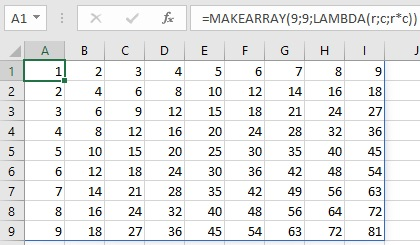 A1 fx =MAKEARRAY(9;9;LAMBDA(r;c;r*c))
A B C D E F G H I J
1 1 2 3 4 5 6 7 8 9
2 2 4 6 8 10 12 14 16 18
3 3 6 9 12 15 18 21 24 27
4 4 8 12 16 20 24 28 32 36
5 5 10 15 20 25 30 35 40 45
6 6 12 18 24 30 36 42 48 54
7 7 14 21 28 35 42 49 56 63
8 8 16 24 32 40 48 56 64 72
9 9 18 27 36 45 54 63 72 81